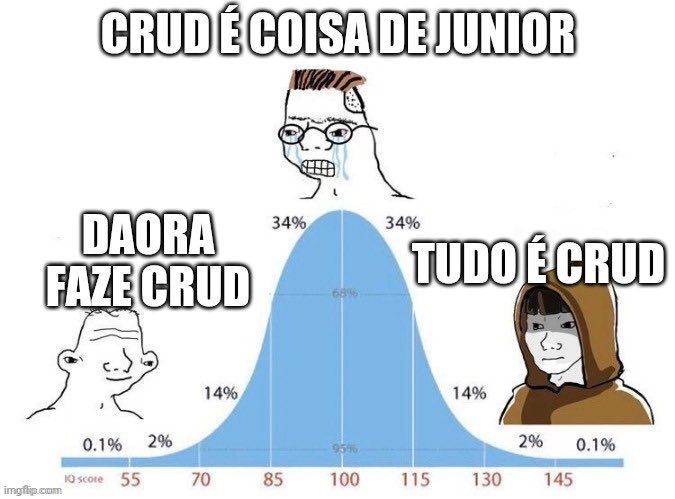 CRUD É COISA DE JUNIOR
34%
34%
DAORA
FAZE CRUD
TUDO É CRUD
68%
14%
14%
0.1%
2%
95%
2%
0.1%
IQ score 55 70 85 100 115 130 145
imgflip.com